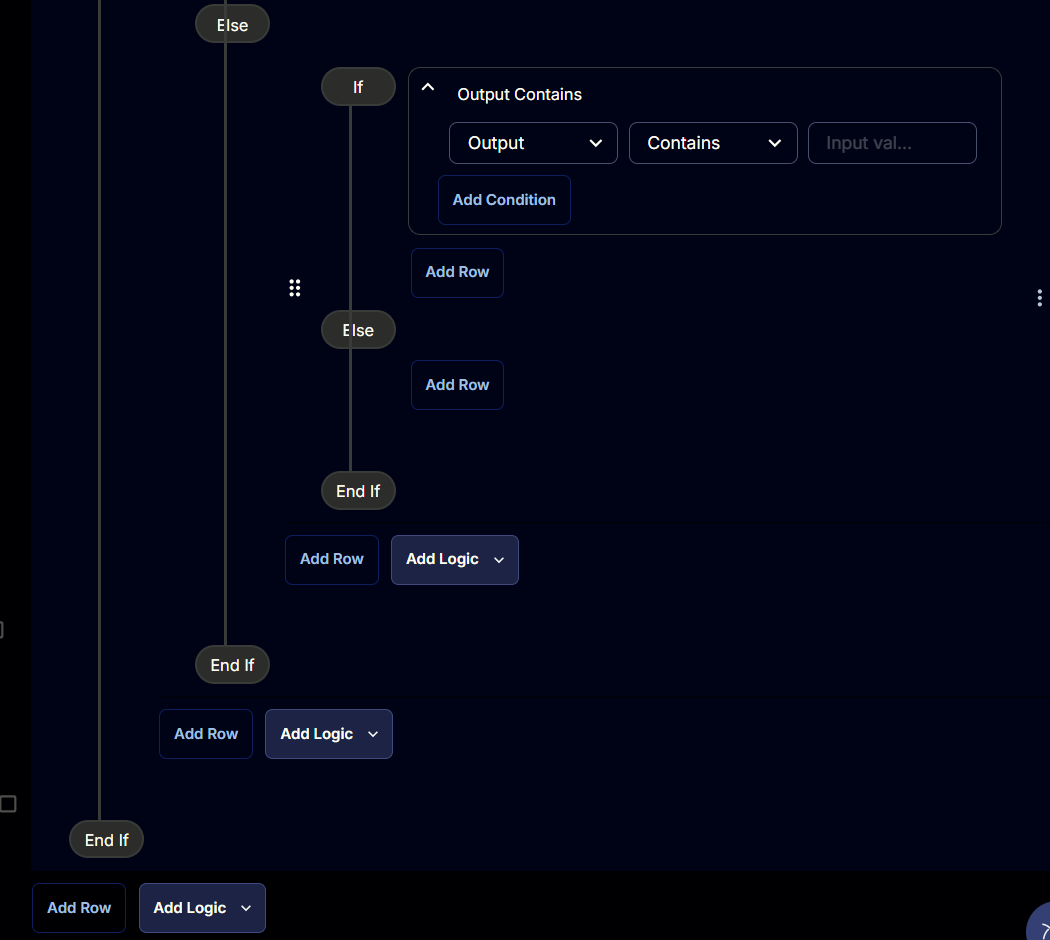 Else
If
Output Contains
Output
Contains
Input val...
Add Condition
Add Row
Else
Add Row
End If
Add Row
Add Logic
End If
Add Row
Add Logic
End If
Add Row
Add Logic